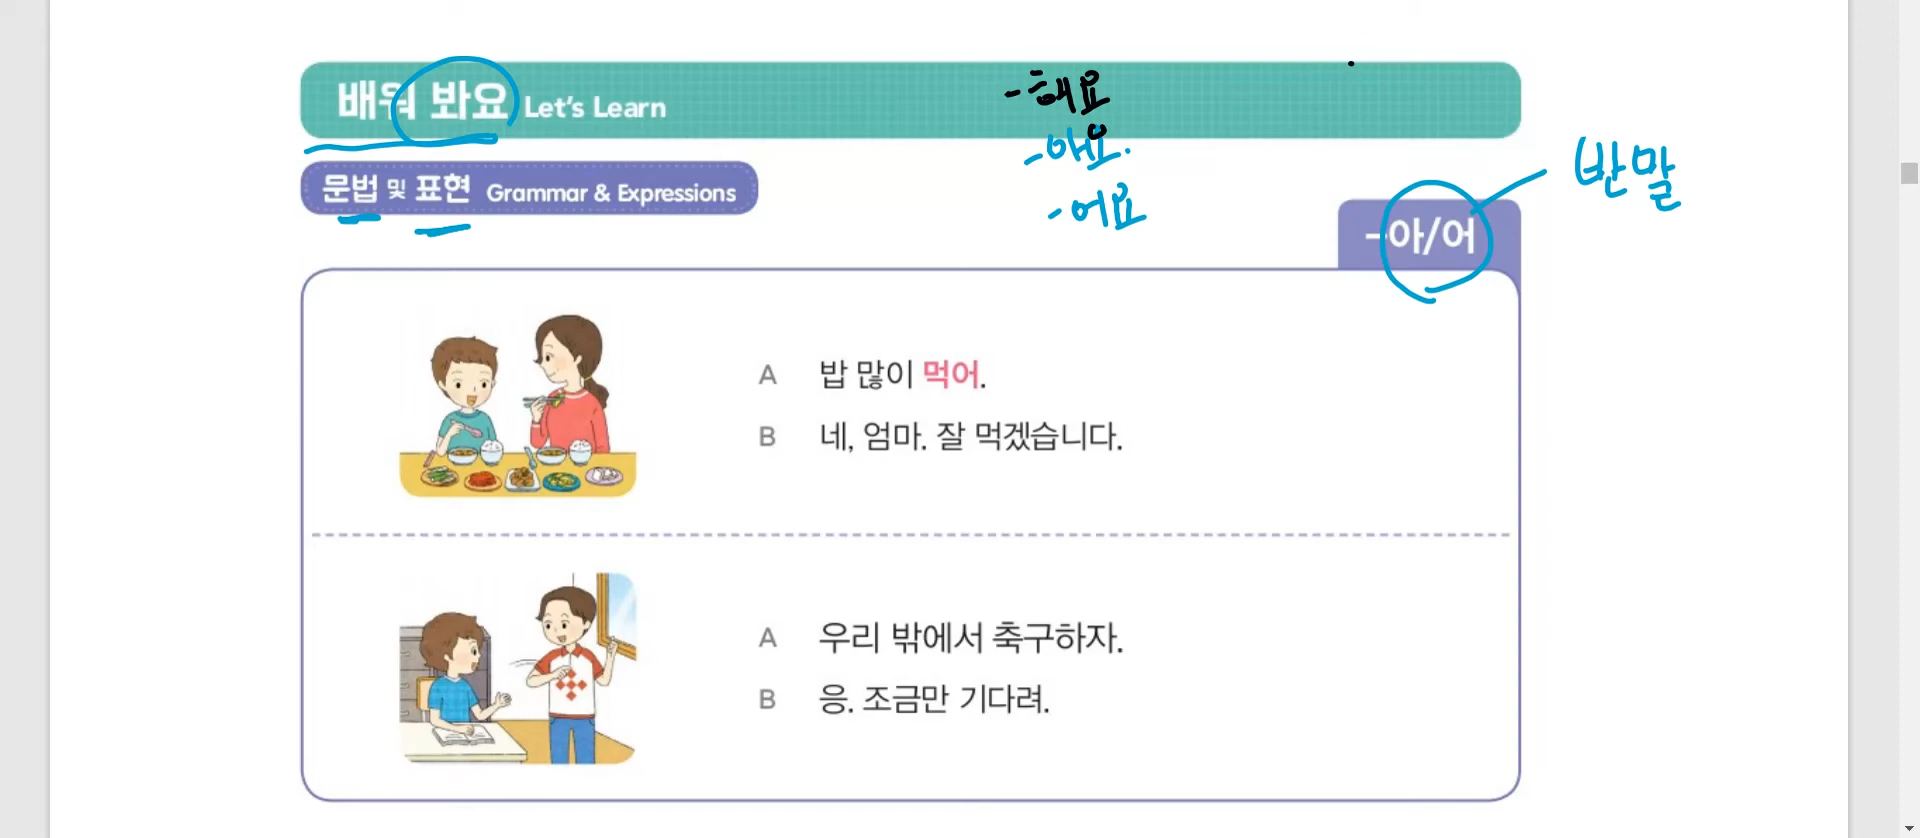 배워 봐요 Let's Learn
-해요
-아요.
-어요
문법 및 표현 Grammar & Expressions
반말
-아/어
A 밥 많이 먹어.
B 네, 엄마. 잘 먹겠습니다.
A 우리 밖에서 축구하자.
B 응. 조금만 기다려.